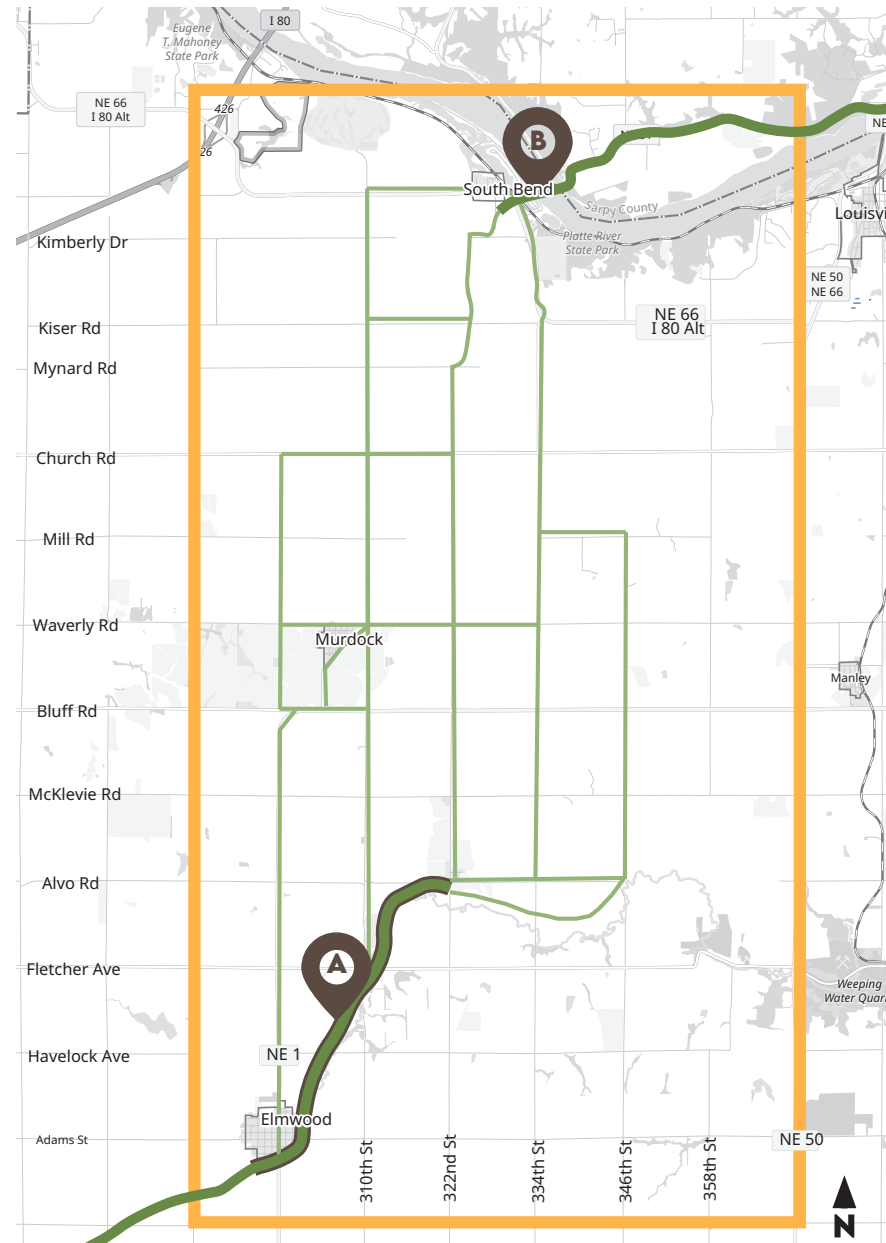 I 80
Eugene
T. Mahoney
State Park
NE 66
I 80 Alt
426
26
B
NE
South Bend
Sarpy County
Louisvi
Platte River
State Park
Kimberly Dr
NE 50
NE 66
NE 66
I 80 Alt
Kiser Rd
Mynard Rd
Church Rd
Mill Rd
Waverly Rd
Murdock
Manley
Bluff Rd
McKlevie Rd
Alvo Rd
A
Fletcher Ave
Weeping
Water Quar
Havelock Ave
NE 1
Elmwood
Adams St
NE 50
310th St
322nd St
334th St
346th St
358th St
N